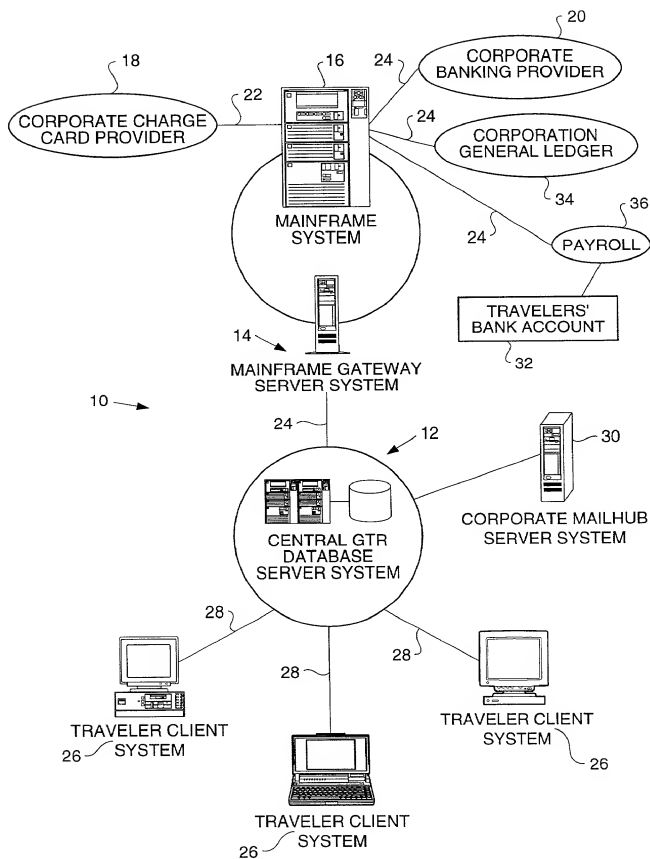 20
18
16
24
CORPORATE
BANKING PROVIDER
22
CORPORATE CHARGE
CARD PROVIDER
24
CORPORATION
GENERAL LEDGER
34
MAINFRAME
SYSTEM
36
24
PAYROLL
TRAVELERS'
BANK ACCOUNT
32
14
MAINFRAME GATEWAY
SERVER SYSTEM
10
24
12
30
CENTRAL GTR
DATABASE
SERVER SYSTEM
CORPORATE MAILHUB
SERVER SYSTEM
28
28
28
TRAVELER CLIENT
26 SYSTEM
TRAVELER CLIENT
SYSTEM 26
TRAVELER CLIENT
SYSTEM
26